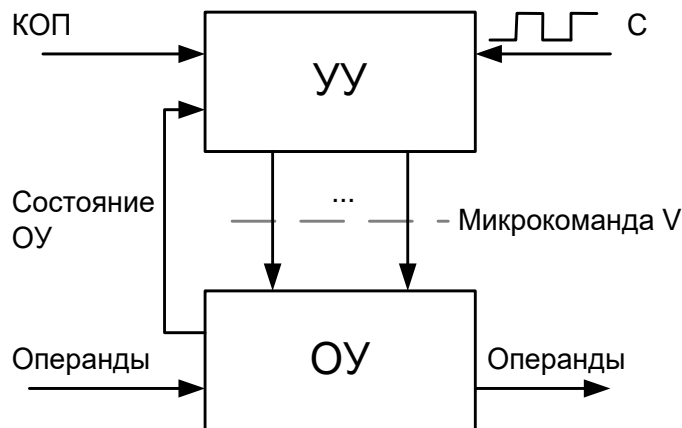 КОП
С
УУ
...
Состояние
ОУ
Микрокоманда V
Операнды
ОУ
Операнды